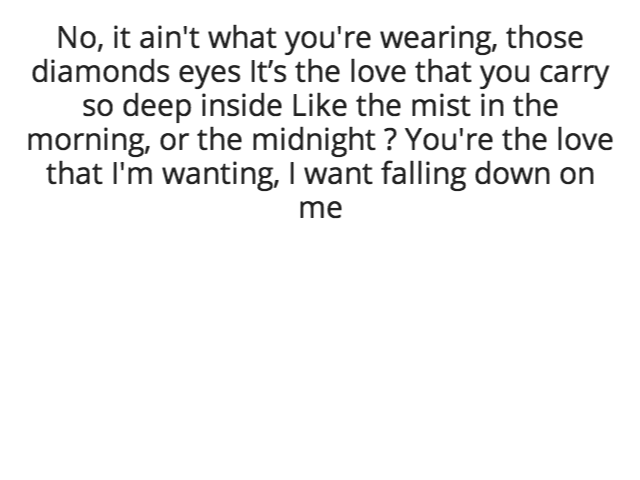 No, it ain't what you're wearing, those
diamonds eyes It’s the love that you carry
so deep inside Like the mist in the
morning, or the midnight ? You're the love
that I'm wanting, I want falling down on
me